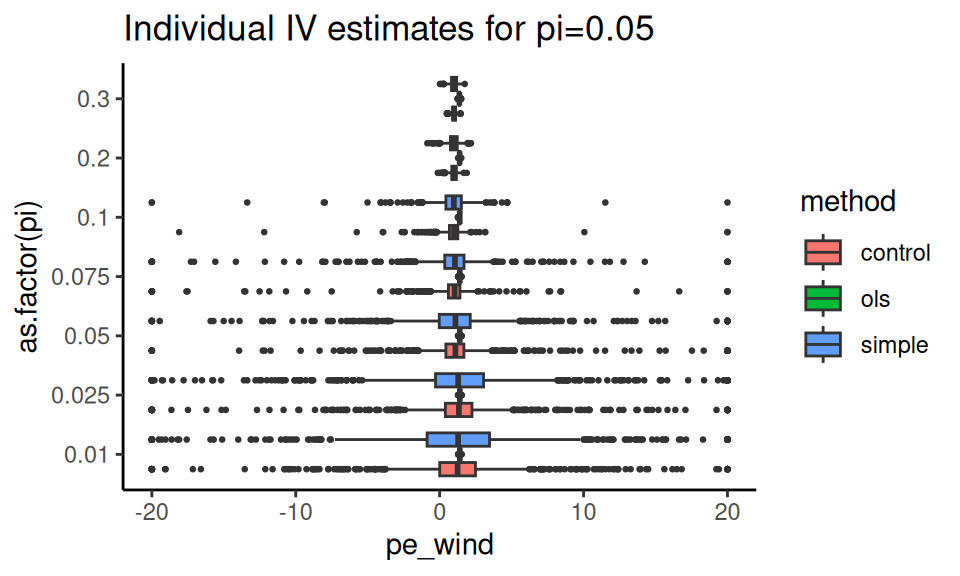 Individual IV estimates for pi=0.05
as.factor(pi)
0.3
0.2
0.1
0.075
0.05
0.025
0.01
-20 -10 0 10 20
pe_wind
method
control
ols
simple